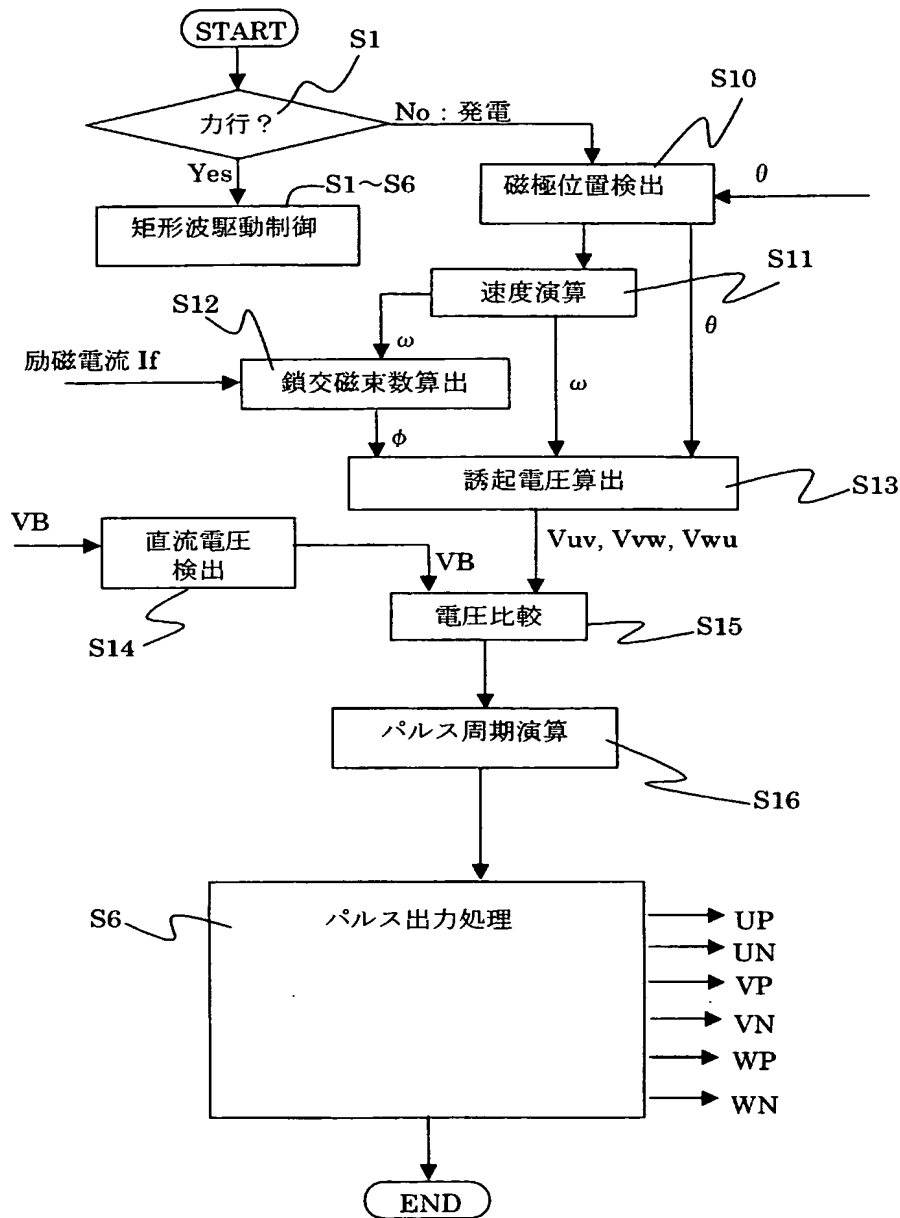 START
S1
力行？
No：発電
S10
Yes
S1～S6
磁極位置検出
θ
矩形波駆動制御
S11
速度演算
S12
θ
ω
励磁電流 If
鎖交磁束数算出
ω
φ
誘起電圧算出
S13
VB
直流電圧
検出
Vuv, Vvw, Vwu
VB
電圧比較
S15
S14
パルス周期演算
S16
S6
パルス出力処理
UP
UN
VP
VN
WP
WN
END